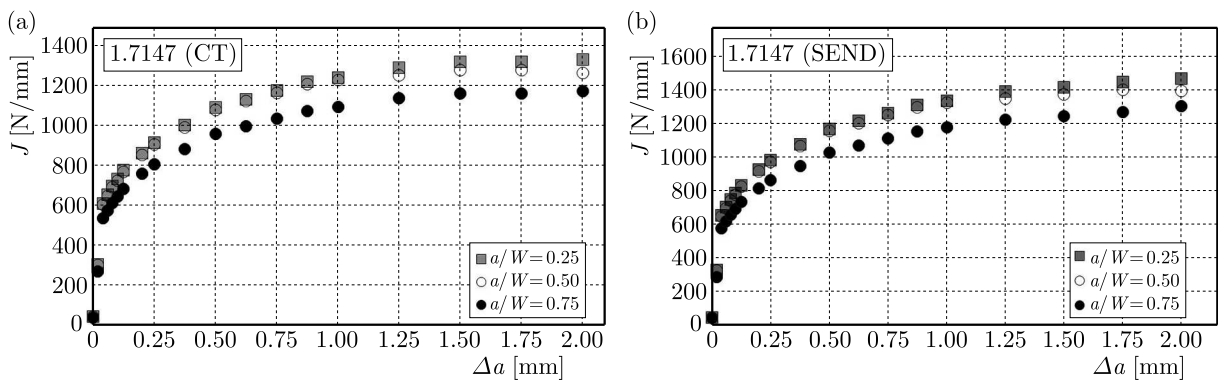 (a)
1.7147 (CT)
J [N/mm]
1400
1200
1000
800
600
400
200
0
a/W = 0.25
a/W = 0.50
a/W = 0.75
0 0.25 0.50 0.75 1.00 1.25 1.50 1.75 2.00
Δa [mm]
(b)
1.7147 (SEND)
J [N/mm]
1600
1400
1200
1000
800
600
400
200
0
a/W = 0.25
a/W = 0.50
a/W = 0.75
0 0.25 0.50 0.75 1.00 1.25 1.50 1.75 2.00
Δa [mm]